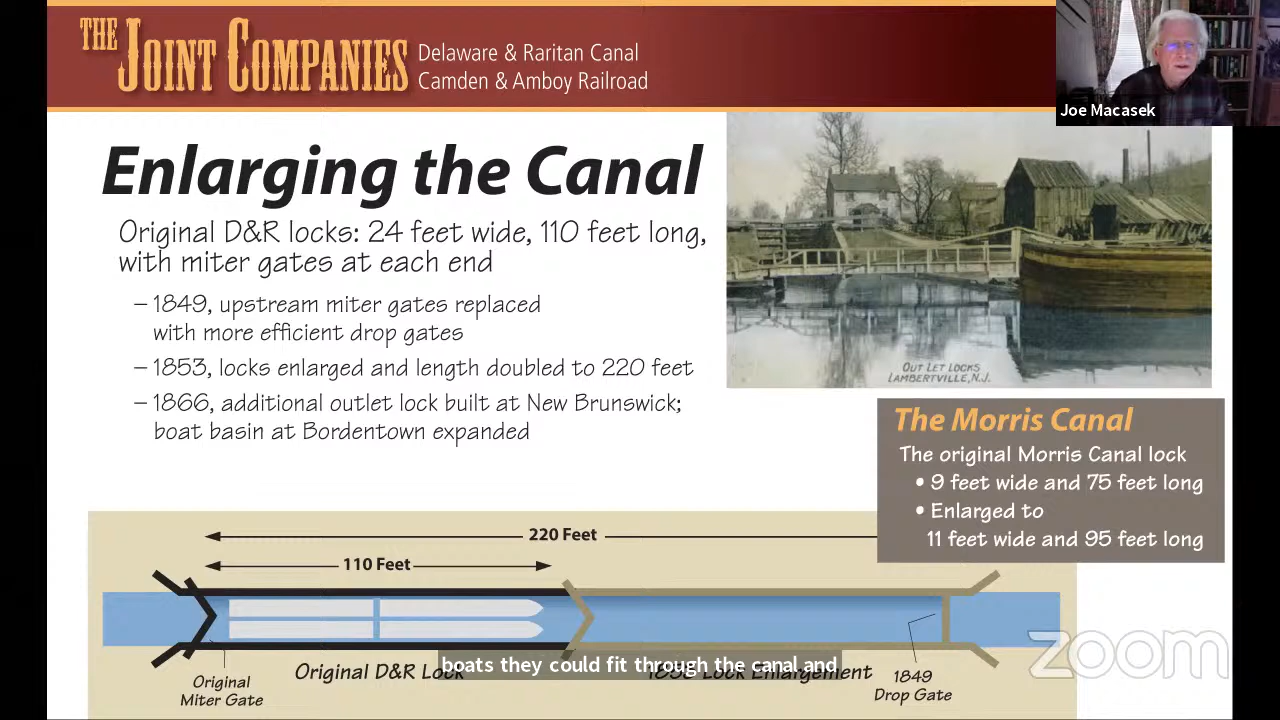 THE JOINT COMPANIES
Delaware & Raritan Canal
Camden & Amboy Railroad
Joe Macasek
Enlarging the Canal
Original D&R locks: 24 feet wide, 110 feet long,
with miter gates at each end
– 1849, upstream miter gates replaced
with more efficient drop gates
– 1853, locks enlarged and length doubled to 220 feet
– 1866, additional outlet lock built at New Brunswick;
boat basin at Bordentown expanded
OUT LET LOCKS
LAMBERTVILLE, N.J.
The Morris Canal
The original Morris Canal lock
• 9 feet wide and 75 feet long
• Enlarged to
11 feet wide and 95 feet long
220 Feet
110 Feet
Original
Miter Gate
Original D&R Lock
Lock Enlargement
1849
Drop Gate
boats they could fit through the canal and
zoom